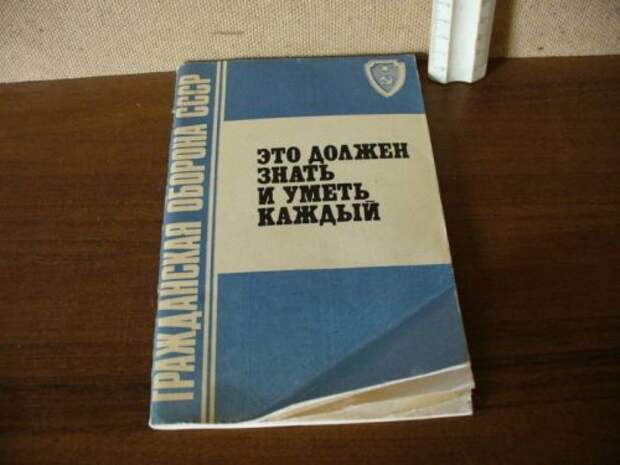 ГРАЖДАНСКАЯ ОБОРОНА СССР
ЭТО ДОЛЖЕН
ЗНАТЬ
И УМЕТЬ
КАЖДЫЙ